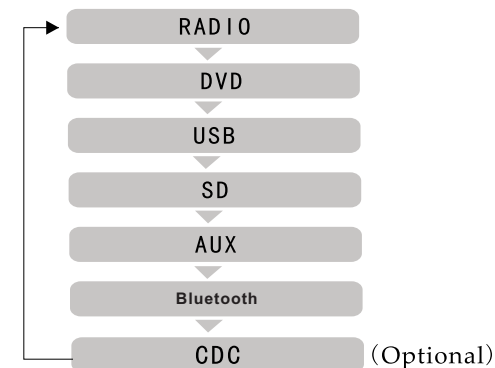 RADIO
DVD
USB
SD
AUX
Bluetooth
CDC (Optional)